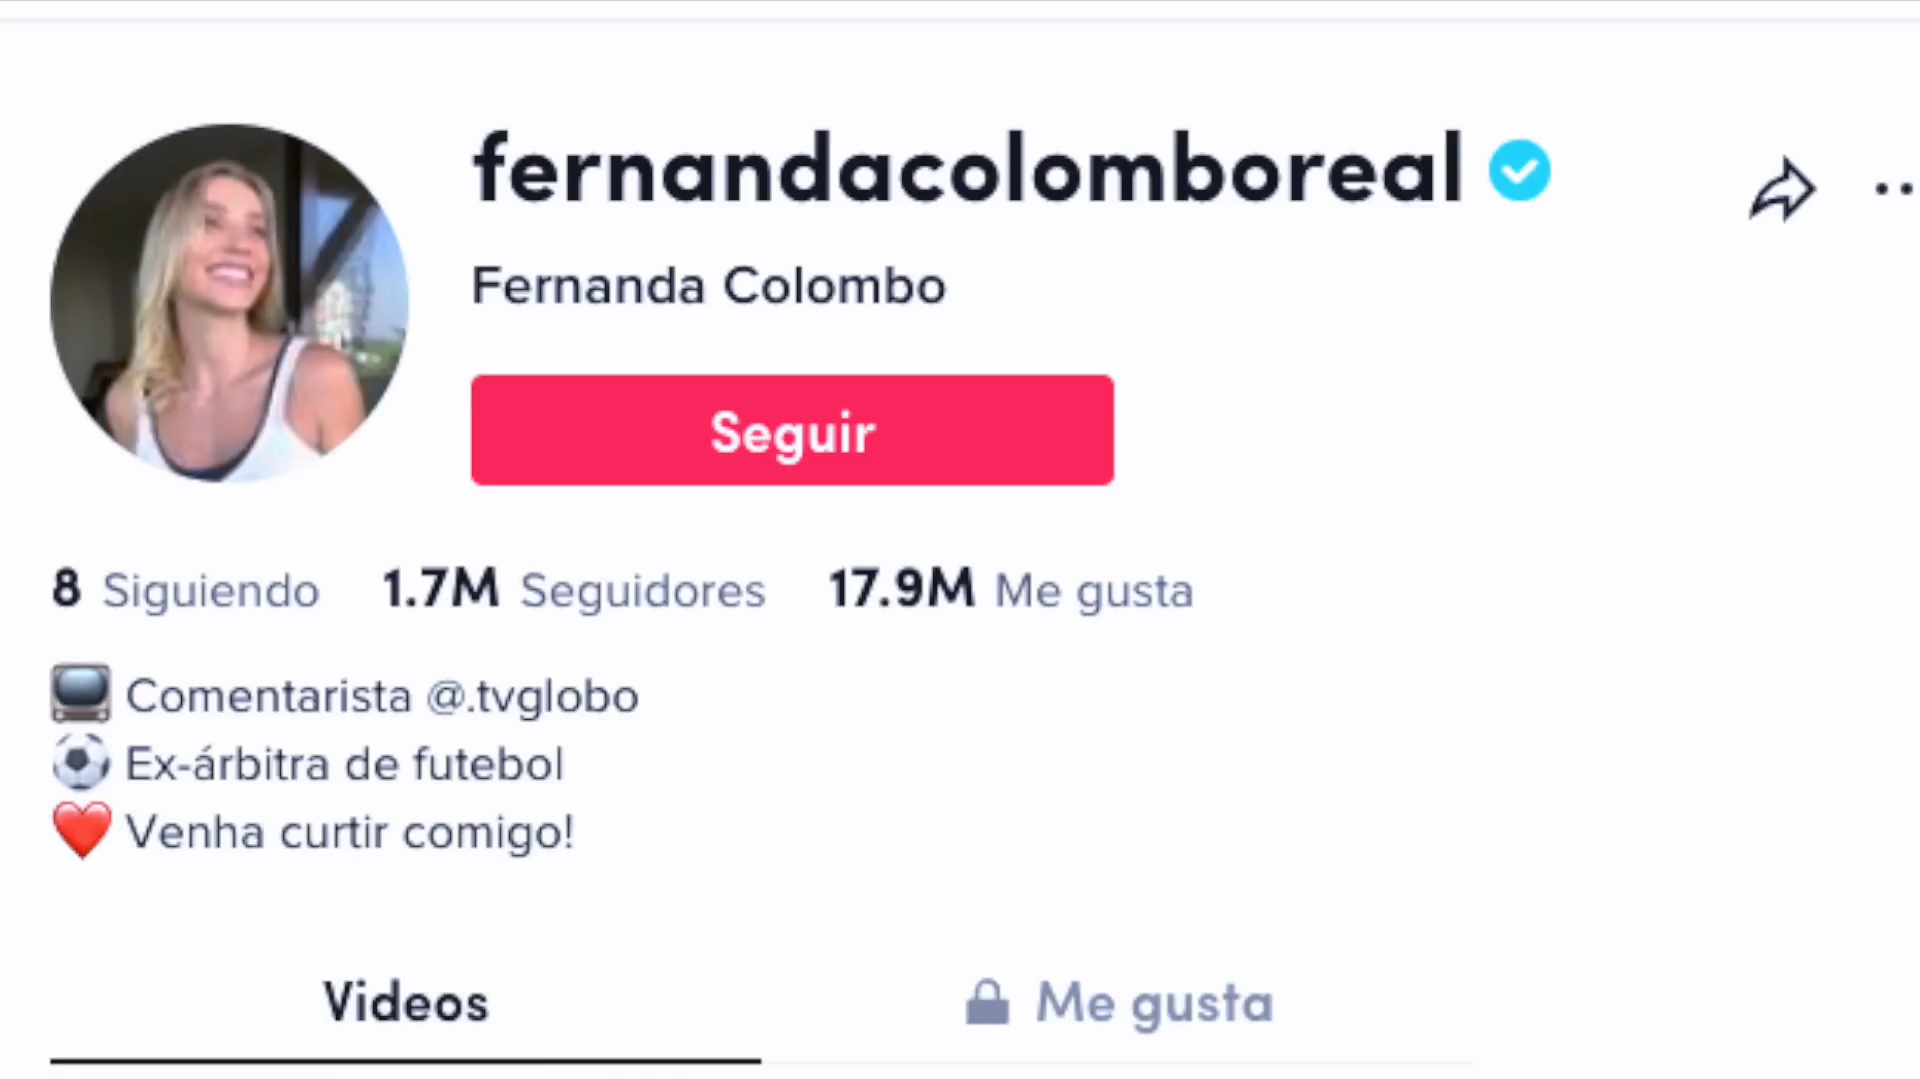 fernandacolomboreal
Fernanda Colombo
Seguir
8 Siguiendo 1.7M Seguidores 17.9M Me gusta
Comentarista @.tvglobo
Ex-árbitra de futebol
Venha curtir comigo!
Videos Me gusta